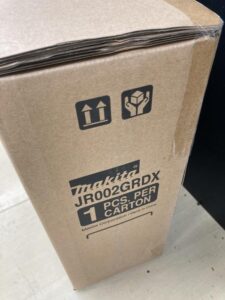 makita
JR002GRDX
1 PCS. PER
CARTON